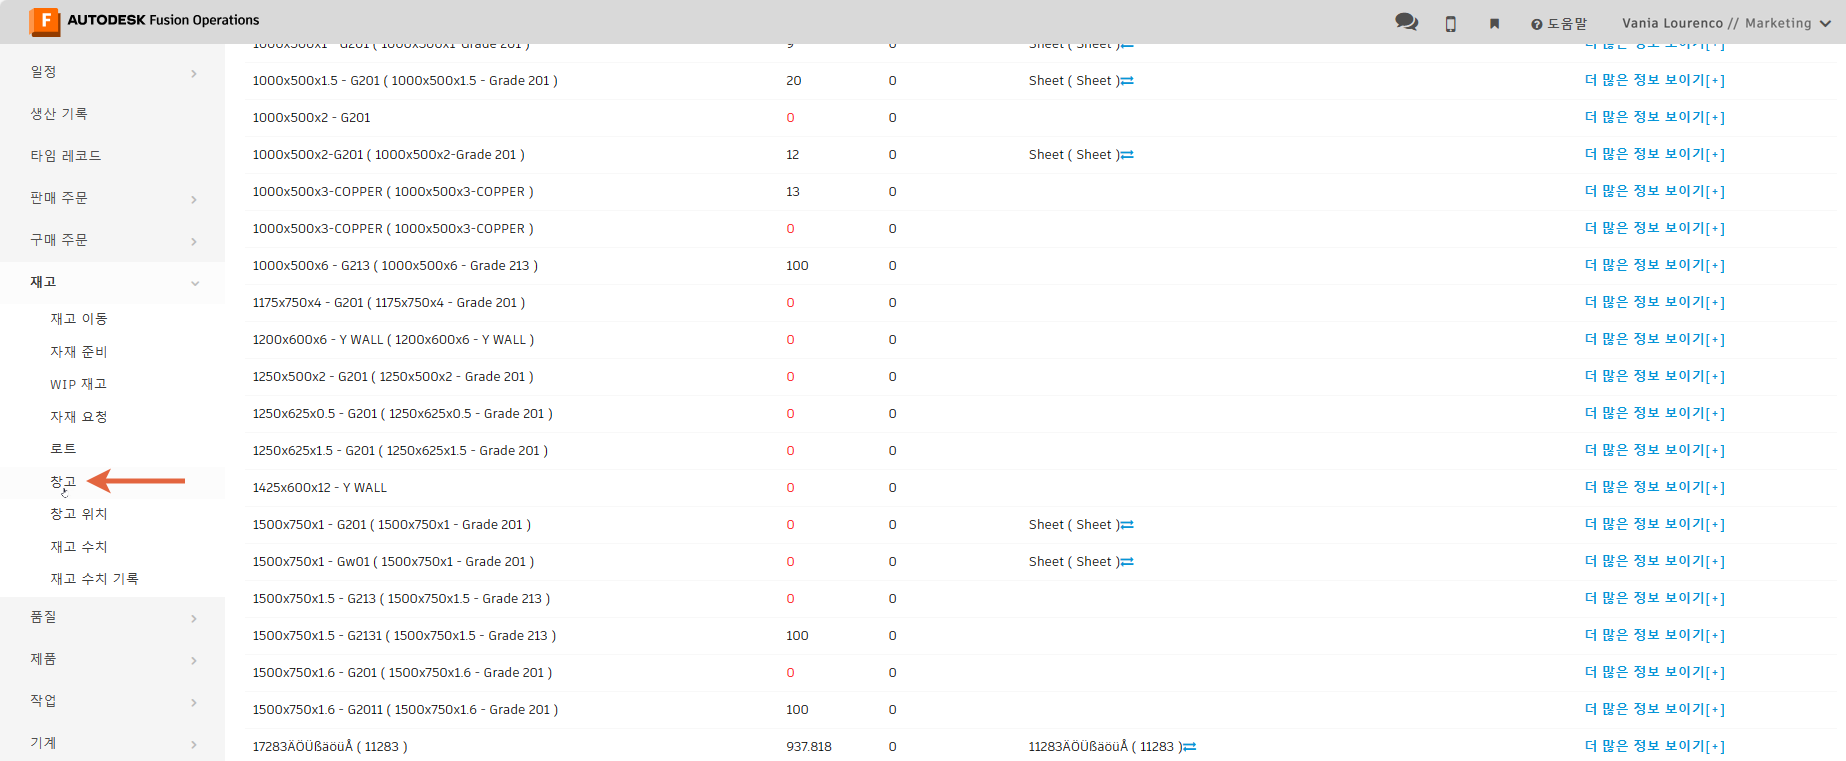 AUTODESK Fusion Operations
도움말
Vania Lourenco // Marketing
일정
생산 기록
타임 레코드
판매 주문
구매 주문
재고
재고 이동
자재 준비
WIP 재고
자재 요청
로트
창고
창고 위치
재고 수치
재고 수치 기록
품질
제품
작업
기계
1000x500x1 - G201 ( 1000x500x1-Grade 201 ) 9 0 Sheet ( Sheet ) 더 많은 정보 보이기[+]
1000x500x1.5 - G201 ( 1000x500x1.5 - Grade 201 ) 20 0 Sheet ( Sheet ) 더 많은 정보 보이기[+]
1000x500x2 - G201 0 0 더 많은 정보 보이기[+]
1000x500x2-G201 ( 1000x500x2-Grade 201 ) 12 0 Sheet ( Sheet ) 더 많은 정보 보이기[+]
1000x500x3-COPPER ( 1000x500x3-COPPER ) 13 0 더 많은 정보 보이기[+]
1000x500x3-COPPER ( 1000x500x3-COPPER ) 0 0 더 많은 정보 보이기[+]
1000x500x6 - G213 ( 1000x500x6 - Grade 213 ) 100 0 더 많은 정보 보이기[+]
1175x750x4 - G201 ( 1175x750x4 - Grade 201 ) 0 0 더 많은 정보 보이기[+]
1200x600x6 - Y WALL ( 1200x600x6 - Y WALL ) 0 0 더 많은 정보 보이기[+]
1250x500x2 - G201 ( 1250x500x2 - Grade 201 ) 0 0 더 많은 정보 보이기[+]
1250x625x0.5 - G201 ( 1250x625x0.5 - Grade 201 ) 0 0 더 많은 정보 보이기[+]
1250x625x1.5 - G201 ( 1250x625x1.5 - Grade 201 ) 0 0 더 많은 정보 보이기[+]
1425x600x12 - Y WALL 0 0 더 많은 정보 보이기[+]
1500x750x1 - G201 ( 1500x750x1 - Grade 201 ) 0 0 Sheet ( Sheet ) 더 많은 정보 보이기[+]
1500x750x1 - Gw01 ( 1500x750x1 - Grade 201 ) 0 0 Sheet ( Sheet ) 더 많은 정보 보이기[+]
1500x750x1.5 - G213 ( 1500x750x1.5 - Grade 213 ) 0 0 더 많은 정보 보이기[+]
1500x750x1.5 - G2131 ( 1500x750x1.5 - Grade 213 ) 100 0 더 많은 정보 보이기[+]
1500x750x1.6 - G201 ( 1500x750x1.6 - Grade 201 ) 0 0 더 많은 정보 보이기[+]
1500x750x1.6 - G2011 ( 1500x750x1.6 - Grade 201 ) 100 0 더 많은 정보 보이기[+]
17283ÄÖÜßäöüÅ ( 11283 ) 937.818 0 11283ÄÖÜßäöüÅ ( 11283 ) 더 많은 정보 보이기[+]